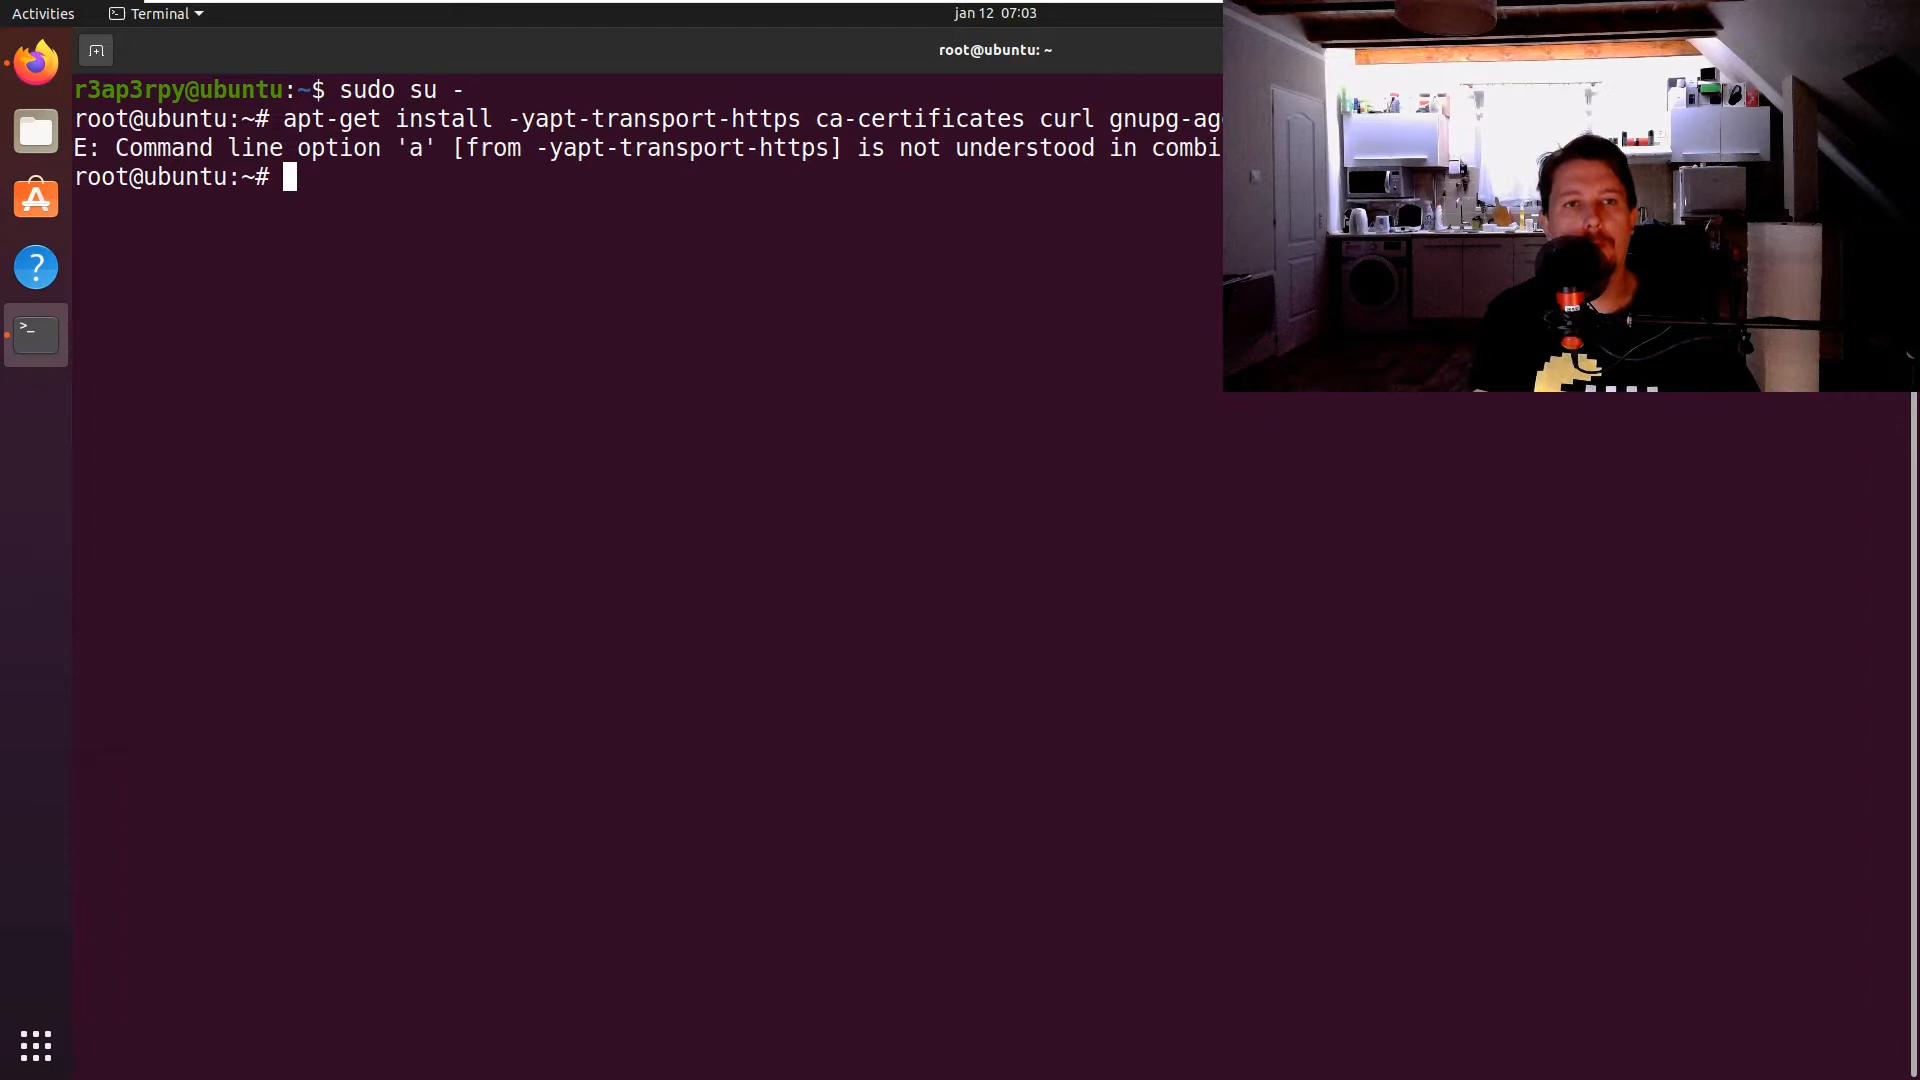 Activities
Terminal
jan 12 07:03
root@ubuntu: ~
r3ap3rpy@ubuntu:~$ sudo su -
root@ubuntu:~# apt-get install -yapt-transport-https ca-certificates curl gnupg-ag
E: Command line option 'a' [from -yapt-transport-https] is not understood in combi
root@ubuntu:~#